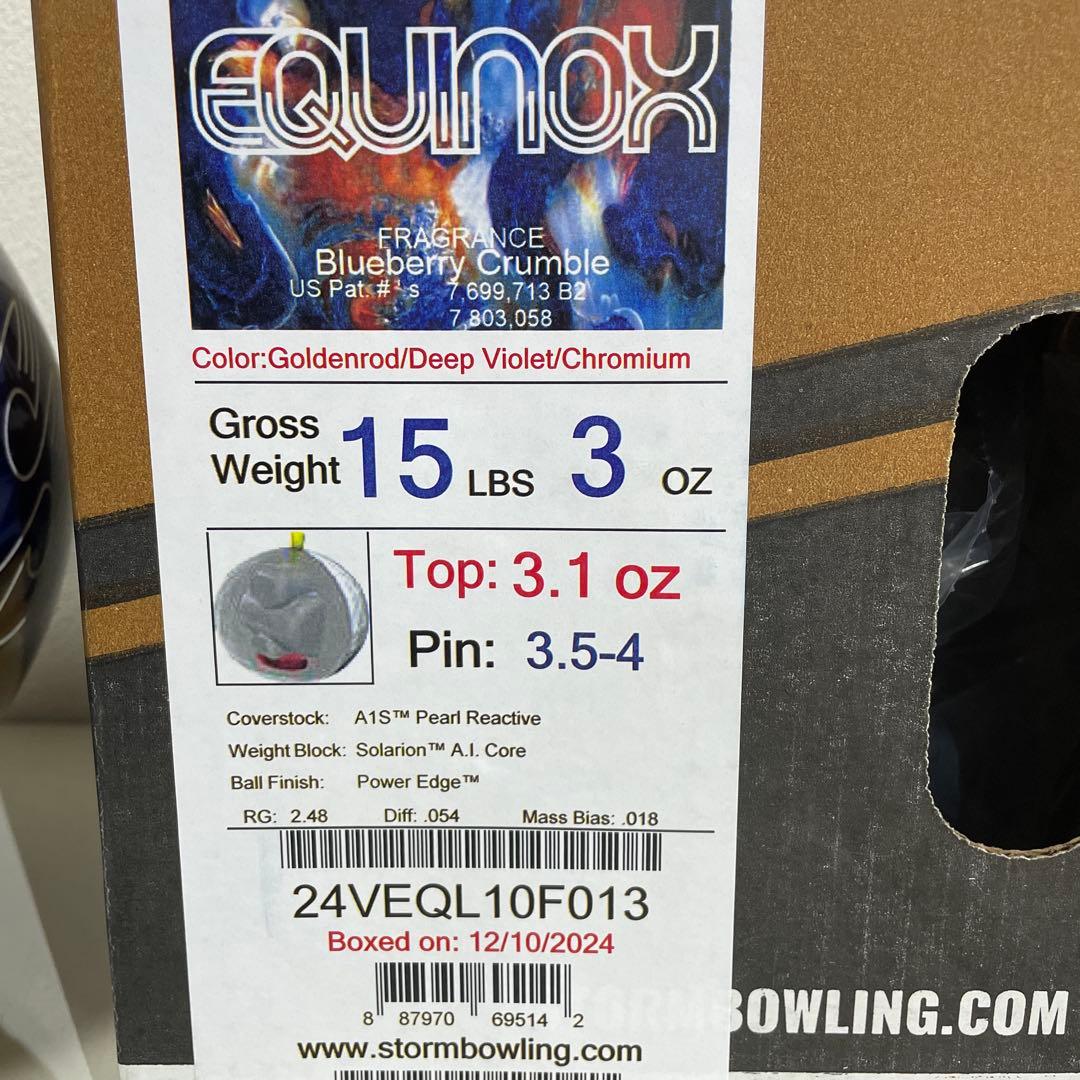 EQUINOX
FRAGRANCE
Blueberry Crumble
US Pat. #'s 7,699,713 B2
7,803,058
Color:Goldenrod/Deep Violet/Chromium
Gross Weight 15 LBS 3 OZ
Top: 3.1 oz
Pin: 3.5-4
Coverstock: A1S™ Pearl Reactive
Weight Block: Solarion™ A.I. Core
Ball Finish: Power Edge™
RG: 2.48 Diff: .054 Mass Bias: .018
24VEQL10F013
Boxed on: 12/10/2024
8 87970 69514 2
www.stormbowling.com
STORMBOWLING.COM